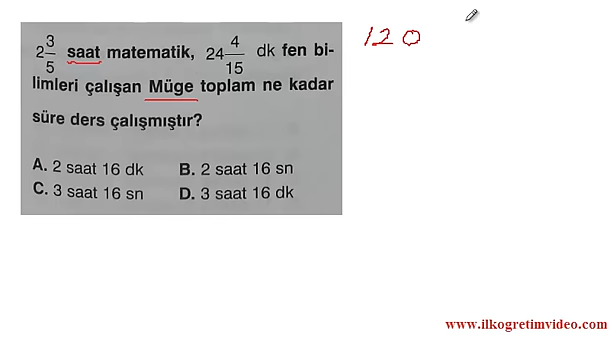 2 3/5 saat matematik, 24 4/15 dk fen bi-
limleri çalışan Müge toplam ne kadar
süre ders çalışmıştır?
A. 2 saat 16 dk B. 2 saat 16 sn
C. 3 saat 16 sn D. 3 saat 16 dk
120
www.ilkogretimvideo.com